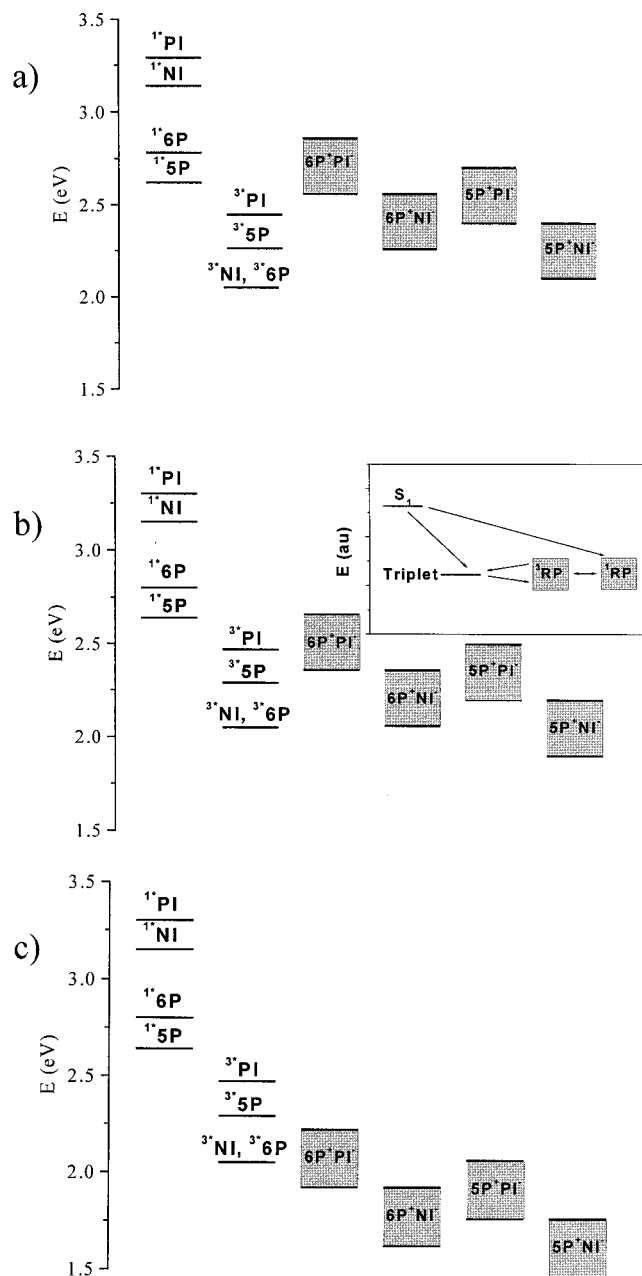 a)
E (eV)
3.5
3.0
2.5
2.0
1.5
¹*PI
¹*NI
¹*6P
¹*5P
³*PI
³*5P
³*NI, ³*6P
6P⁺PI⁻
6P⁺NI⁻
5P⁺PI⁻
5P⁺NI⁻
b)
E (eV)
3.5
3.0
2.5
2.0
1.5
¹*PI
¹*NI
¹*6P
¹*5P
³*PI
³*5P
³*NI, ³*6P
6P⁺PI⁻
6P⁺NI⁻
5P⁺PI⁻
5P⁺NI⁻
E (au)
S₁
Triplet
³RP
¹RP
c)
E (eV)
3.5
3.0
2.5
2.0
1.5
¹*PI
¹*NI
¹*6P
¹*5P
³*PI
³*5P
³*NI, ³*6P
6P⁺PI⁻
6P⁺NI⁻
5P⁺PI⁻
5P⁺NI⁻